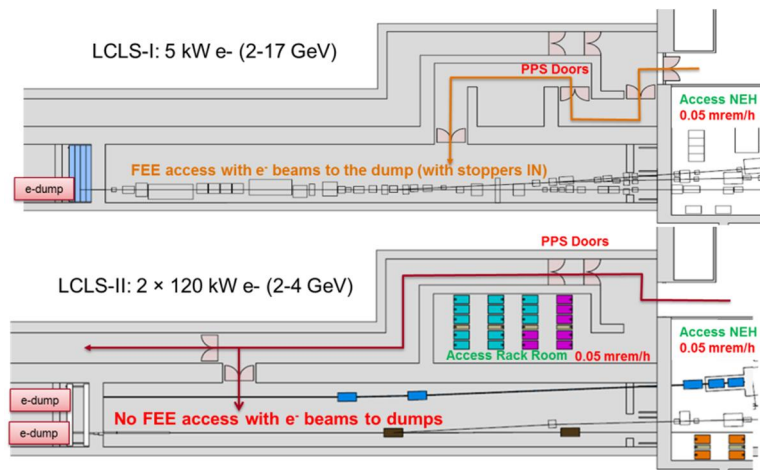 LCLS-I: 5 kW e- (2-17 GeV)
PPS Doors
Access NEH
0.05 mrem/h
FEE access with e- beams to the dump (with stoppers IN)
e-dump
PPS Doors
LCLS-II: 2 × 120 kW e- (2-4 GeV)
Access NEH
0.05 mrem/h
Access Rack Room 0.05 mrem/h
e-dump
No FEE access with e- beams to dumps
e-dump